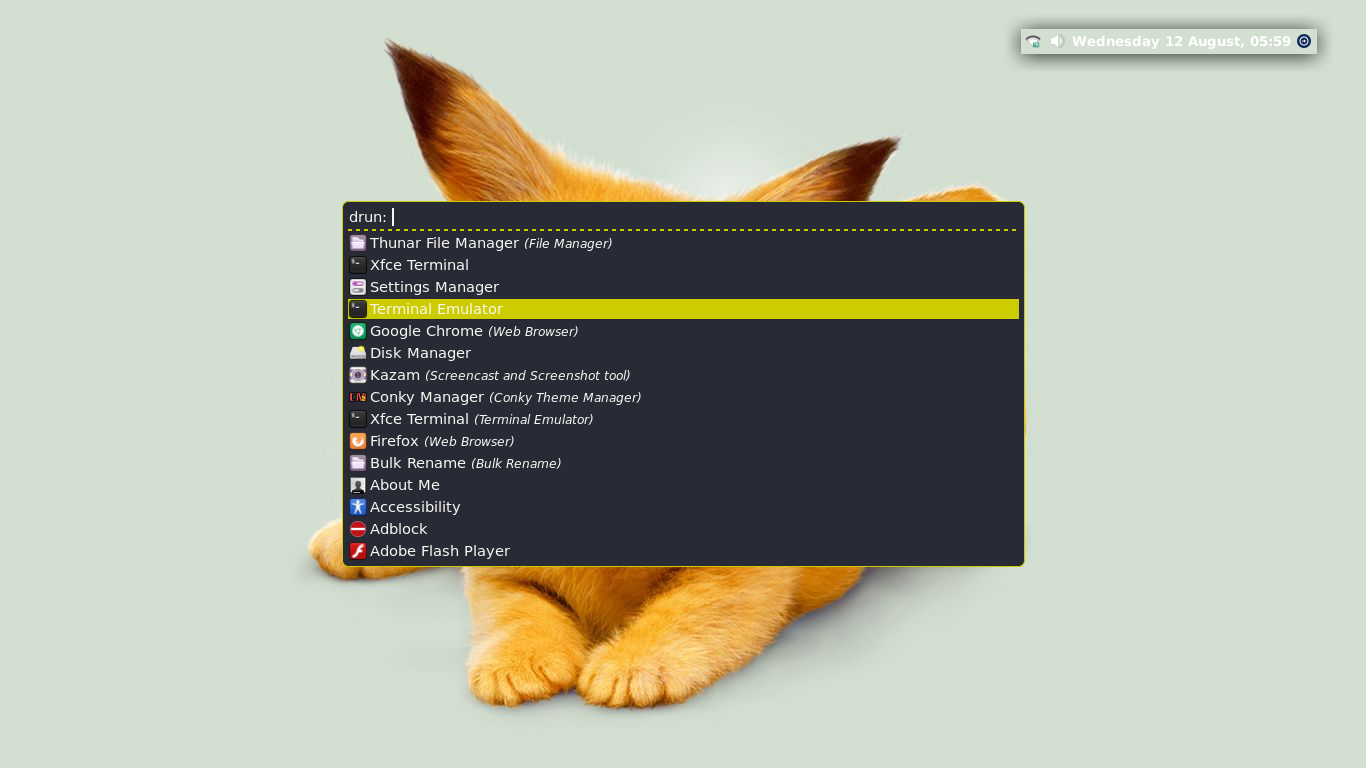 Wednesday 12 August, 05:59
drun:
Thunar File Manager (File Manager)
Xfce Terminal
Settings Manager
Terminal Emulator
Google Chrome (Web Browser)
Disk Manager
Kazam (Screencast and Screenshot tool)
Conky Manager (Conky Theme Manager)
Xfce Terminal (Terminal Emulator)
Firefox (Web Browser)
Bulk Rename (Bulk Rename)
About Me
Accessibility
Adblock
Adobe Flash Player